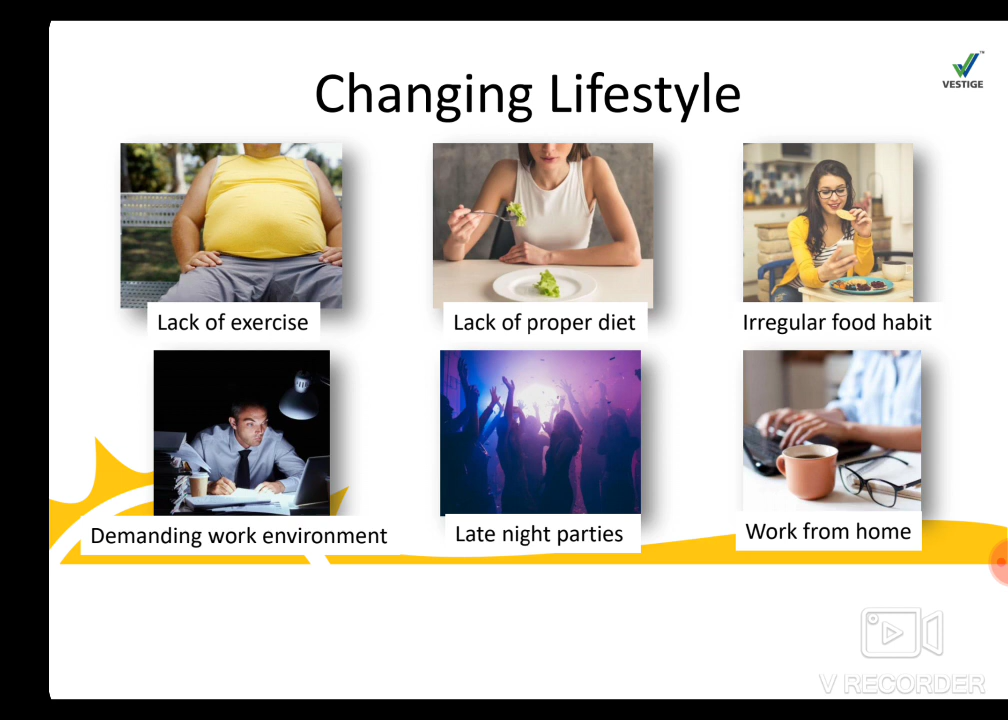 Changing Lifestyle
TM
VESTIGE
Lack of exercise
Lack of proper diet
Irregular food habit
Demanding work environment
Late night parties
Work from home
V RECORDER